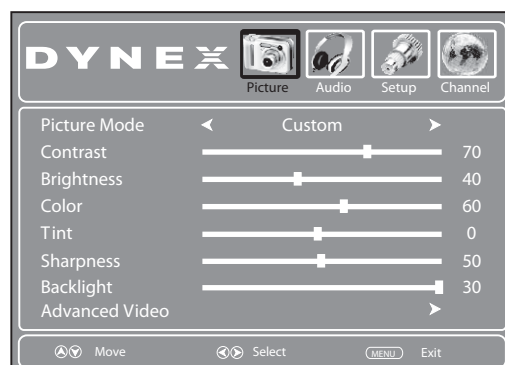 DYNEX
Picture Audio Setup Channel
Picture Mode Custom
Contrast 70
Brightness 40
Color 60
Tint 0
Sharpness 50
Backlight 30
Advanced Video
Move Select MENU Exit